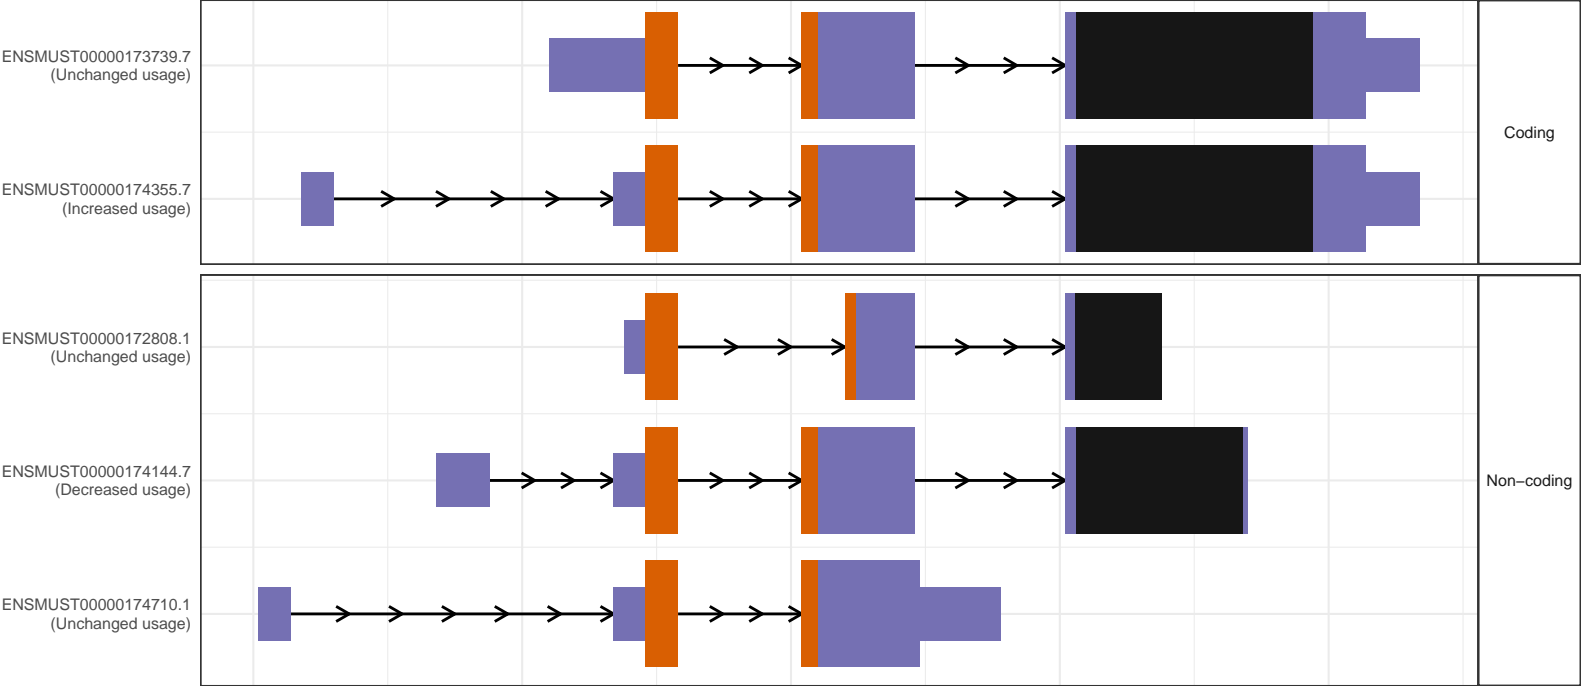 ENSMUST00000173739.7
(Unchanged usage)
ENSMUST00000174355.7
(Increased usage)
Coding
ENSMUST00000172808.1
(Unchanged usage)
ENSMUST00000174144.7
(Decreased usage)
ENSMUST00000174710.1
(Unchanged usage)
Non−coding